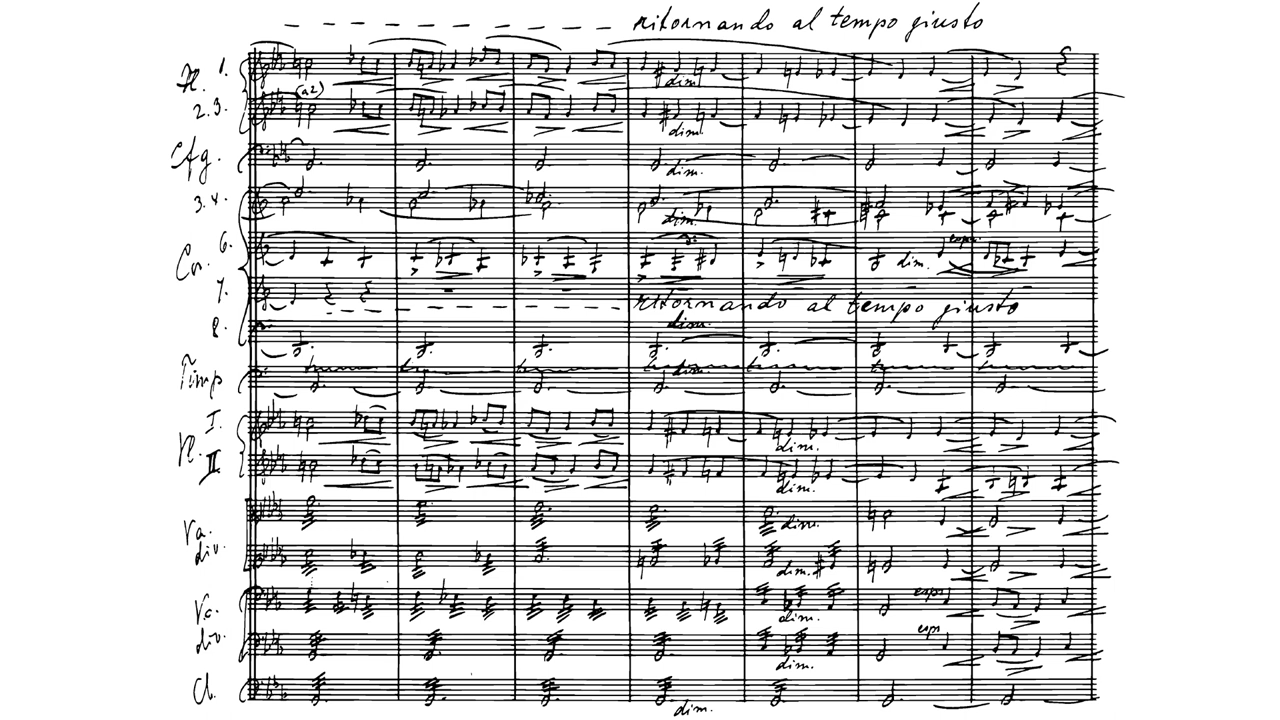 ritornando al tempo giusto
Fl. 1.
(a2)
2.3.
dim.
dim.
Cfg.
dim.
3.4.
dim.
Cor. 6.
3
espr.
dim.
7.
ritornando al tempo giusto
8.
dim.
Timp
dim.
Vl. I.
dim.
II.
dim.
Va. div.
dim.
dim.
Vc. div.
espr.
dim.
espr.
dim.
Cb.
dim.